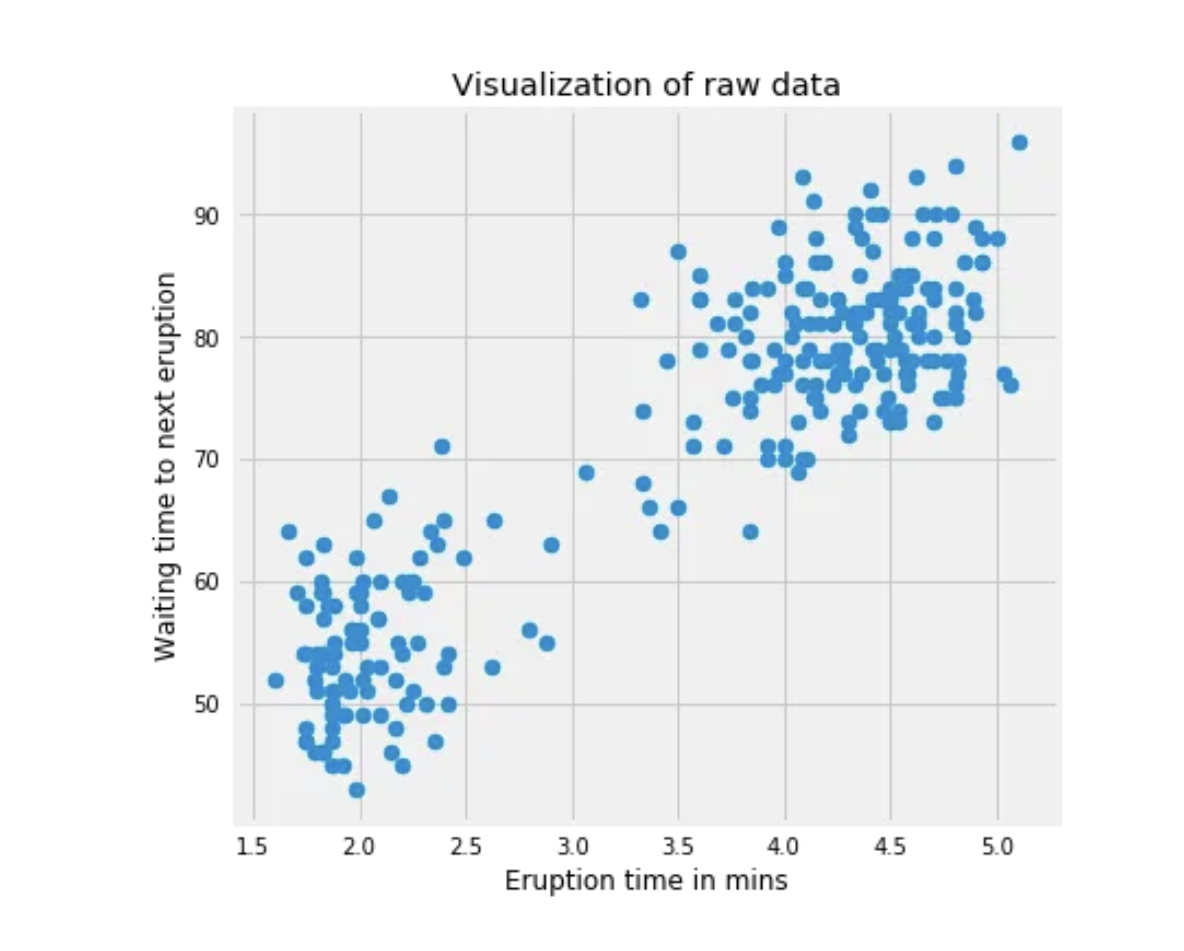 Visualization of raw data
Waiting time to next eruption
90
80
70
60
50
1.5 2.0 2.5 3.0 3.5 4.0 4.5 5.0
Eruption time in mins